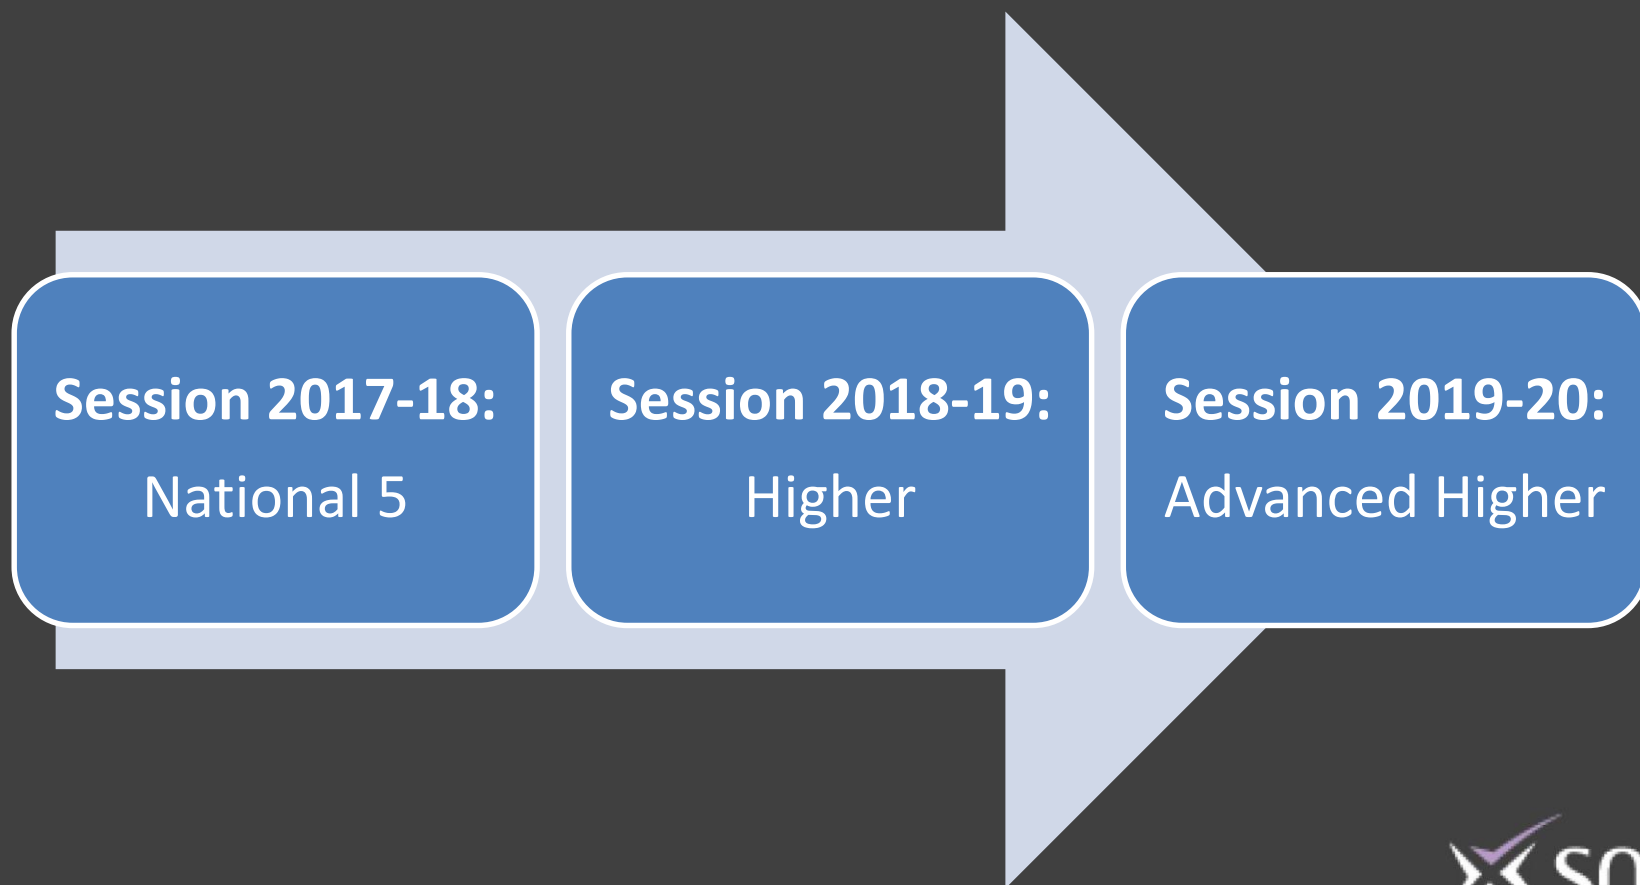 Session 2017-18:
National 5
Session 2018-19:
Higher
Session 2019-20:
Advanced Higher